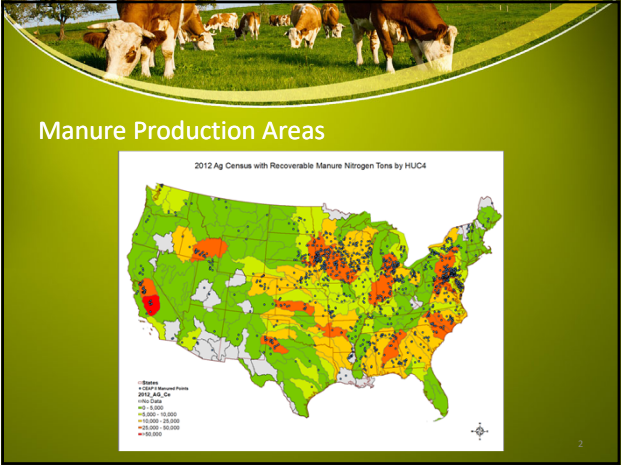 Manure Production Areas
2012 Ag Census with Recoverable Manure Nitrogen Tons by HUC4
States
CEAP II Manured Points
2012_AG_Ce
No Data
0 - 5,000
5,000 - 10,000
10,000 - 25,000
25,000 - 50,000
>50,000
2